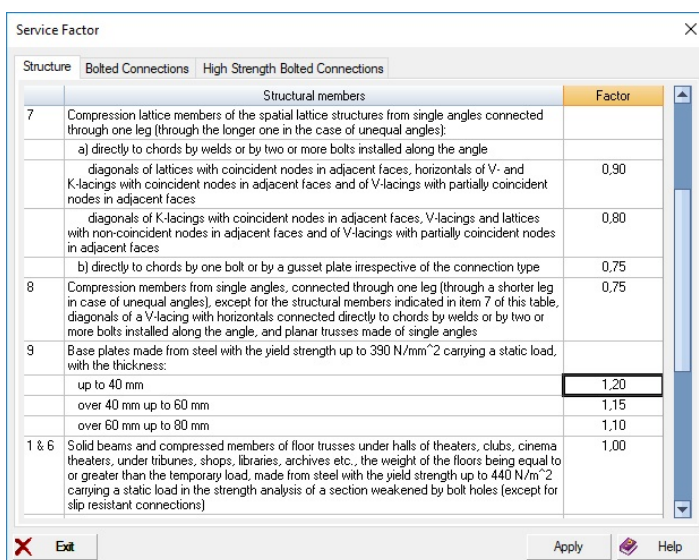 Service Factor
Structure Bolted Connections High Strength Bolted Connections
Structural members Factor
7 Compression lattice members of the spatial lattice structures from single angles connected
through one leg (through the longer one in the case of unequal angles):
a) directly to chords by welds or by two or more bolts installed along the angle
diagonals of lattices with coincident nodes in adjacent faces, horizontals of V- and 0,90
K-lacings with coincident nodes in adjacent faces and of V-lacings with partially coincident
nodes in adjacent faces
diagonals of K-lacings with coincident nodes in adjacent faces, V-lacings and lattices 0,80
with non-coincident nodes in adjacent faces and of V-lacings with partially coincident nodes
in adjacent faces
b) directly to chords by one bolt or by a gusset plate irrespective of the connection type 0,75
8 Compression members from single angles, connected through one leg (through a shorter leg 0,75
in case of unequal angles), except for the structural members indicated in item 7 of this table,
diagonals of a V-lacing with horizontals connected directly to chords by welds or by two or
more bolts installed along the angle, and planar trusses made of single angles
9 Base plates made from steel with the yield strength up to 390 N/mm^2 carrying a static load,
with the thickness:
up to 40 mm 1,20
over 40 mm up to 60 mm 1,15
over 60 mm up to 80 mm 1,10
1 & 6 Solid beams and compressed members of floor trusses under halls of theaters, clubs, cinema 1,00
theaters, under tribunes, shops, libraries, archives etc., the weight of the floors being equal to
or greater than the temporary load, made from steel with the yield strength up to 440 N/m^2
carrying a static load in the strength analysis of a section weakened by bolt holes (except for
slip resistant connections)
Exit Apply Help